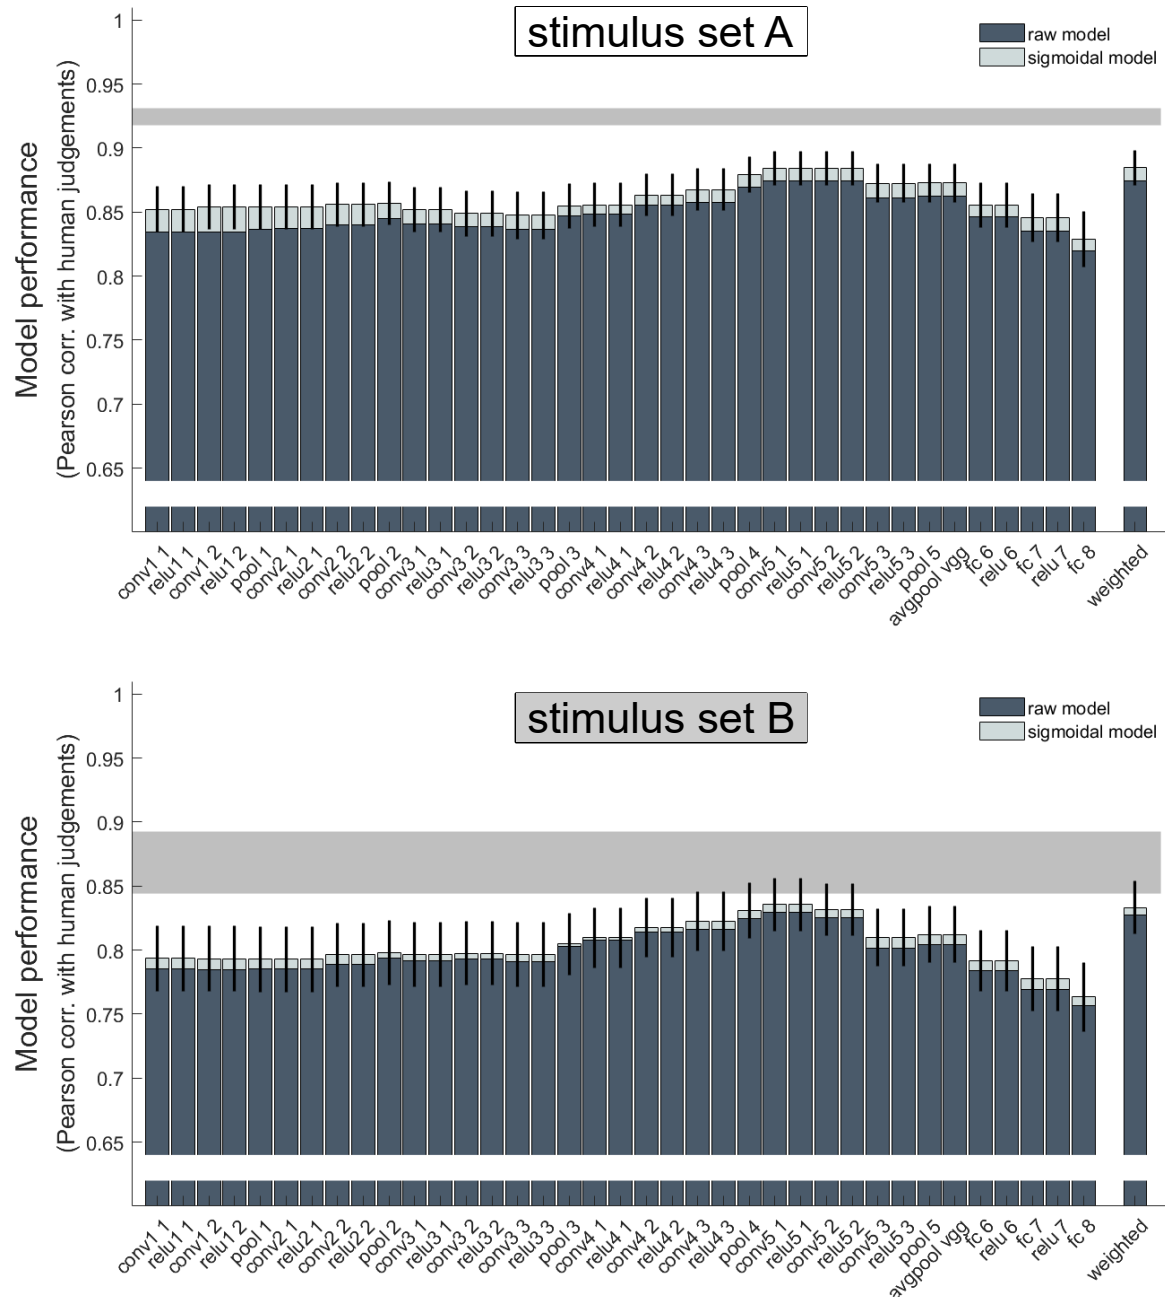 stimulus set A
raw model
sigmoidal model
Model performance
(Pearson corr. with human judgements)
1
0.95
0.9
0.85
0.8
0.75
0.7
0.65
conv1 1
relu1 1
conv1 2
relu1 2
pool 1
conv2 1
relu2 1
conv2 2
relu2 2
pool 2
conv3 1
relu3 1
conv3 2
relu3 2
conv3 3
relu3 3
pool 3
conv4 1
relu4 1
conv4 2
relu4 2
conv4 3
relu4 3
pool 4
conv5 1
relu5 1
conv5 2
relu5 2
conv5 3
relu5 3
pool 5
avgpool vgg
fc 6
relu 6
fc 7
relu 7
fc 8
weighted
stimulus set B
raw model
sigmoidal model
Model performance
(Pearson corr. with human judgements)
1
0.95
0.9
0.85
0.8
0.75
0.7
0.65
conv1 1
relu1 1
conv1 2
relu1 2
pool 1
conv2 1
relu2 1
conv2 2
relu2 2
pool 2
conv3 1
relu3 1
conv3 2
relu3 2
conv3 3
relu3 3
pool 3
conv4 1
relu4 1
conv4 2
relu4 2
conv4 3
relu4 3
pool 4
conv5 1
relu5 1
conv5 2
relu5 2
conv5 3
relu5 3
pool 5
avgpool vgg
fc 6
relu 6
fc 7
relu 7
fc 8
weighted